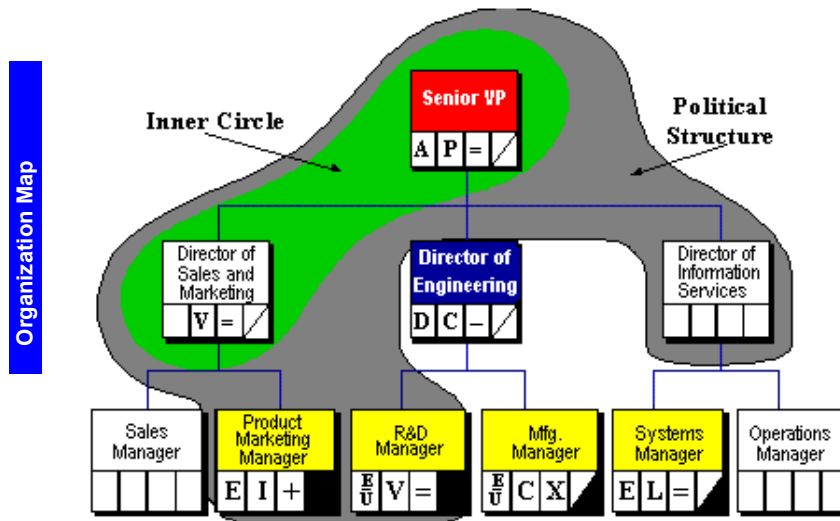 Organization Map
Senior VP
A P = /
Inner Circle
Political
Structure
Director of
Sales and
Marketing
V = /
Director of
Engineering
D C – /
Director of
Information
Services
Sales
Manager
Product
Marketing
Manager
E I +
R&D
Manager
E/U V =
Mfg.
Manager
E/U C X /
Systems
Manager
E L = /
Operations
Manager